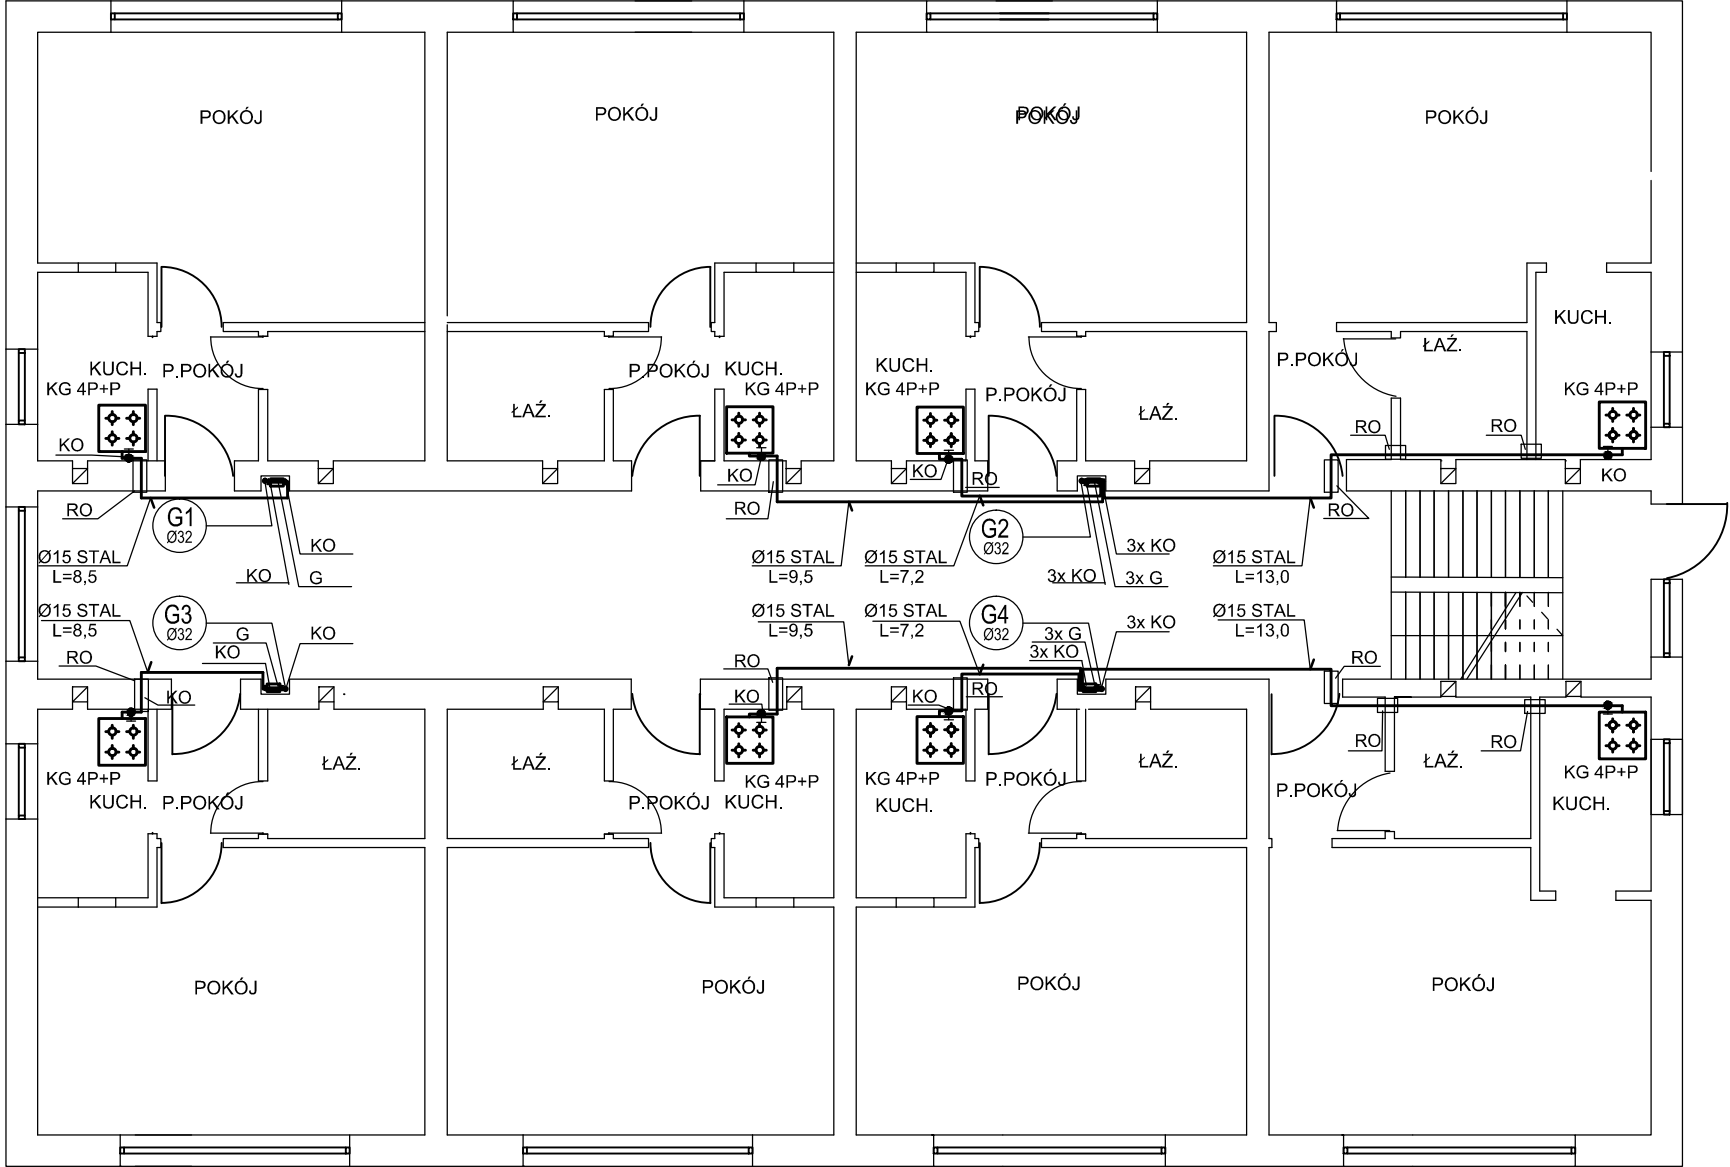 POKÓJ
POKÓJ
POKÓJ
POKÓJ
POKÓJ
KUCH.
KG 4P+P
P.POKÓJ
P.POKÓJ
KUCH.
KG 4P+P
KUCH.
KG 4P+P
P.POKÓJ
P.POKÓJ
ŁAŹ.
KUCH.
KG 4P+P
ŁAŹ.
ŁAŹ.
KO
KO
KO
RO
RO
KO
RO
RO
RO
RO
RO
G1
Ø32
G2
Ø32
KO
KO
G
3x KO
3x KO
3x G
Ø15 STAL
L=8,5
Ø15 STAL
L=9,5
Ø15 STAL
L=7,2
Ø15 STAL
L=13,0
Ø15 STAL
L=8,5
Ø15 STAL
L=9,5
Ø15 STAL
L=7,2
Ø15 STAL
L=13,0
G3
Ø32
G4
Ø32
G
KO
KO
3x G
3x KO
3x KO
RO
KO
RO
KO
KO
RO
RO
RO
RO
KG 4P+P
KUCH.
P.POKÓJ
ŁAŹ.
ŁAŹ.
P.POKÓJ
KUCH.
KG 4P+P
KG 4P+P
KUCH.
P.POKÓJ
ŁAŹ.
P.POKÓJ
ŁAŹ.
KG 4P+P
KUCH.
POKÓJ
POKÓJ
POKÓJ
POKÓJ